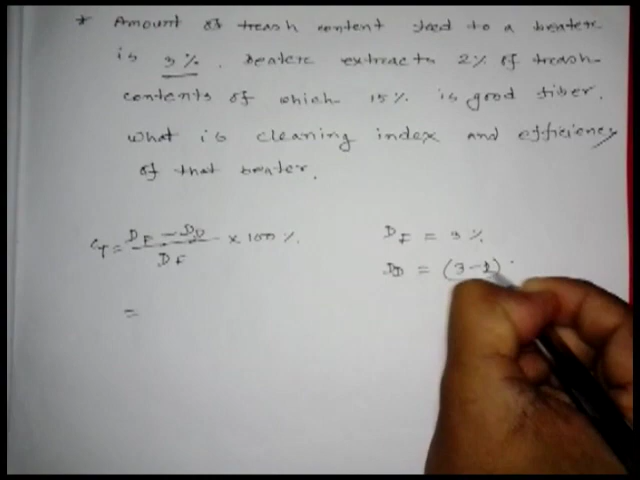 * Amount of trash content feed to a beater
is 3%. Beater extracts 2% of trash
contents of which 15% is good fiber.
What is cleaning index and efficiency
of that beater.
CT = DF - DD / DF × 100%
DF = 3%
DD = (3-2)
=